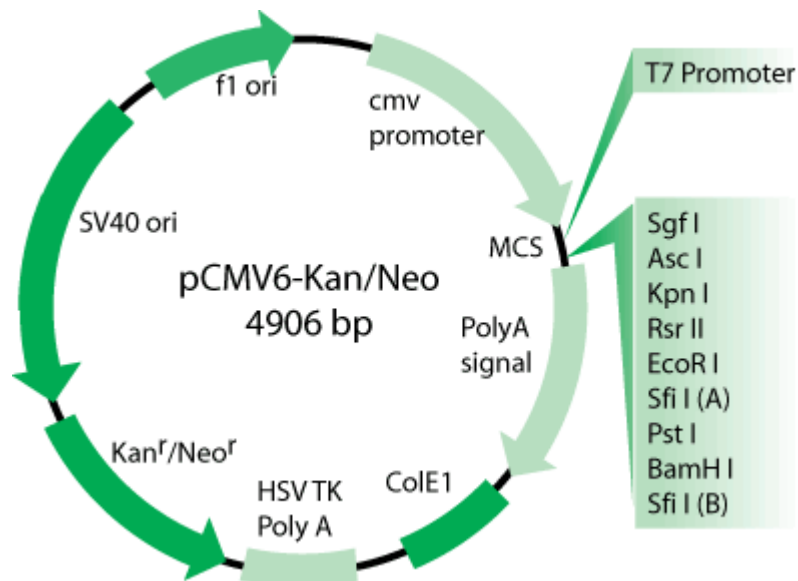 T7 Promoter
f1 ori
cmv
promoter
SV40 ori
MCS
Sgf I
Asc I
Kpn I
Rsr II
EcoR I
Sfi I (A)
Pst I
BamH I
Sfi I (B)
pCMV6-Kan/Neo
4906 bp
PolyA
signal
Kanʳ/Neoʳ
HSV TK
Poly A
ColE1